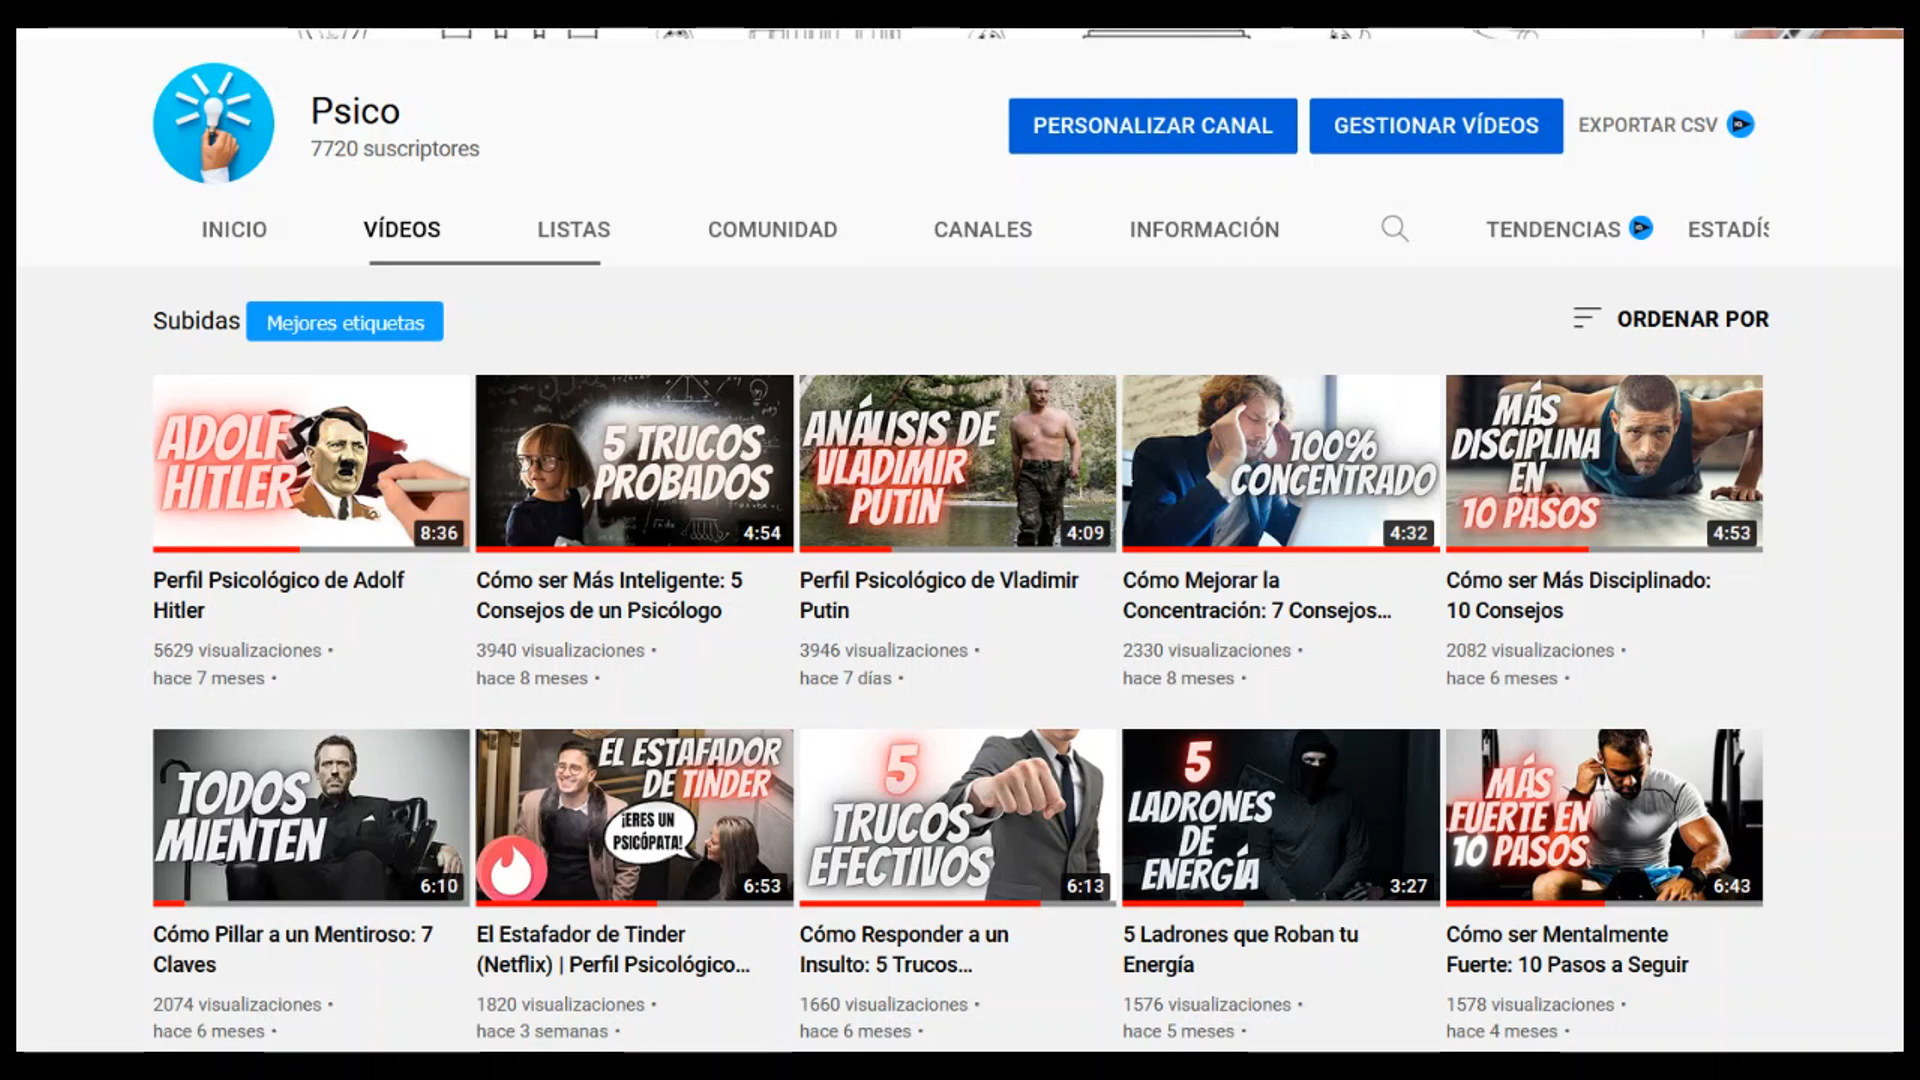 Psico
7720 suscriptores
PERSONALIZAR CANAL
GESTIONAR VÍDEOS
EXPORTAR CSV
INICIO
VÍDEOS
LISTAS
COMUNIDAD
CANALES
INFORMACIÓN
TENDENCIAS
ESTADÍS
Subidas
Mejores etiquetas
ORDENAR POR
ADOLF
HITLER
8:36
5 TRUCOS
PROBADOS
4:54
ANÁLISIS DE
VLADIMIR
PUTIN
4:09
100%
CONCENTRADO
4:32
MÁS
DISCIPLINA
EN
10 PASOS
4:53
Perfil Psicológico de Adolf
Hitler
5629 visualizaciones •
hace 7 meses •
Cómo ser Más Inteligente: 5
Consejos de un Psicólogo
3940 visualizaciones •
hace 8 meses •
Perfil Psicológico de Vladimir
Putin
3946 visualizaciones •
hace 7 días •
Cómo Mejorar la
Concentración: 7 Consejos...
2330 visualizaciones •
hace 8 meses •
Cómo ser Más Disciplinado:
10 Consejos
2082 visualizaciones •
hace 6 meses •
TODOS
MIENTEN
6:10
EL ESTAFADOR
DE TINDER
¡ERES UN
PSICÓPATA!
6:53
5
TRUCOS
EFECTIVOS
6:13
5
LADRONES
DE
ENERGÍA
3:27
MÁS
FUERTE EN
10 PASOS
6:43
Cómo Pillar a un Mentiroso: 7
Claves
2074 visualizaciones •
hace 6 meses •
El Estafador de Tinder
(Netflix) | Perfil Psicológico...
1820 visualizaciones •
hace 3 semanas •
Cómo Responder a un
Insulto: 5 Trucos...
1660 visualizaciones •
hace 6 meses •
5 Ladrones que Roban tu
Energía
1576 visualizaciones •
hace 5 meses •
Cómo ser Mentalmente
Fuerte: 10 Pasos a Seguir
1578 visualizaciones •
hace 4 meses •